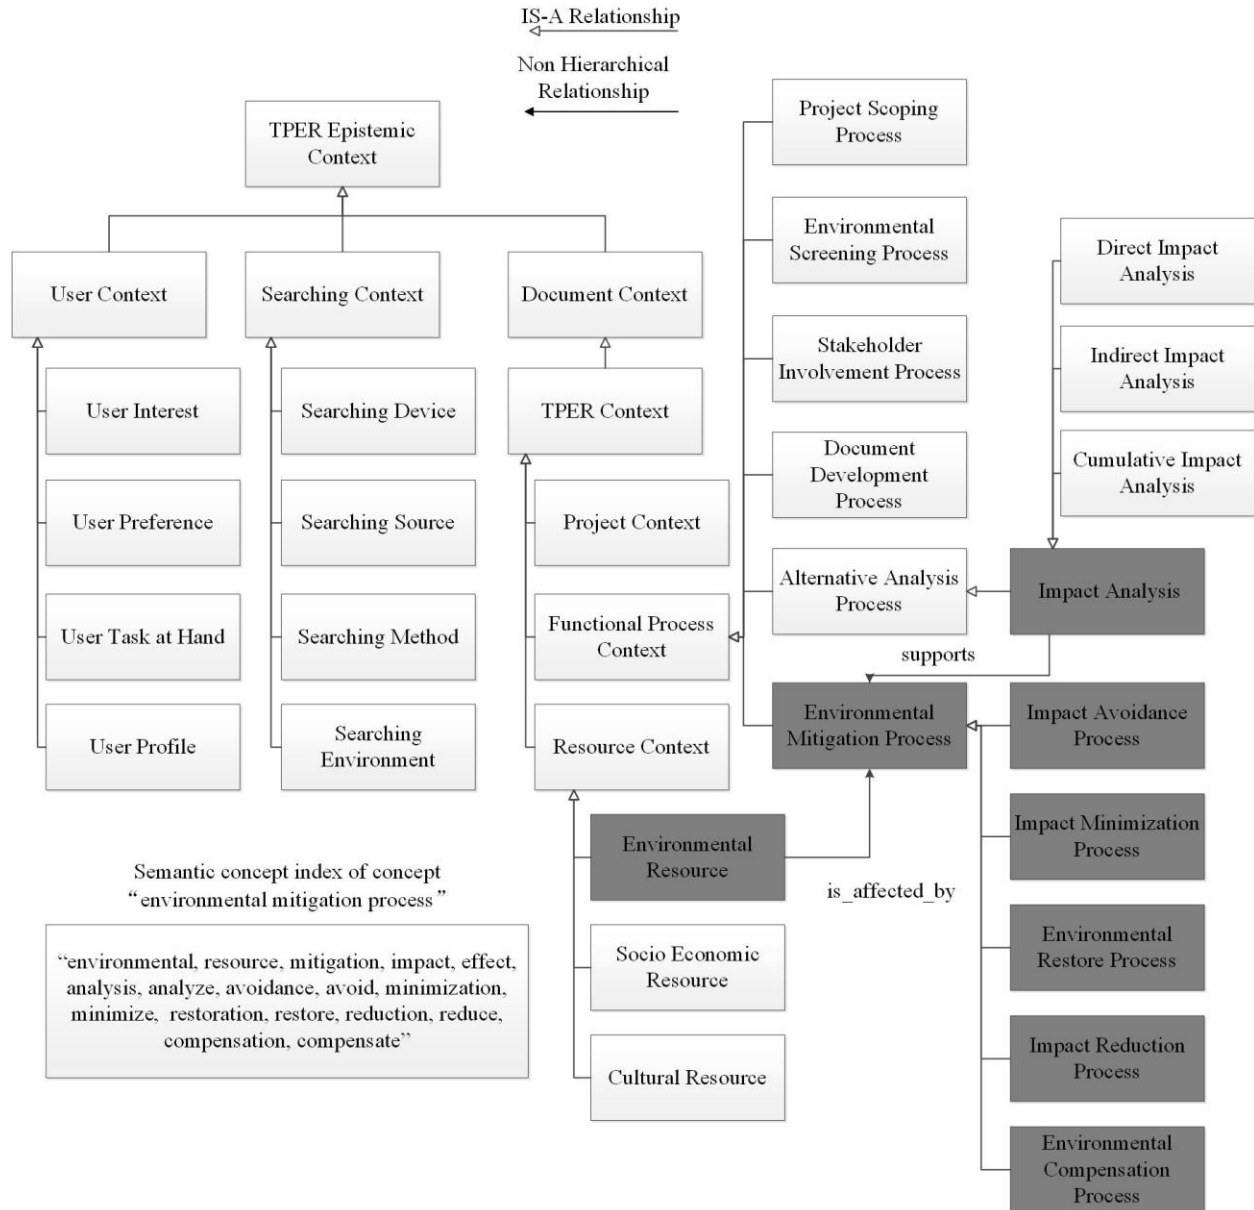 IS-A Relationship
Non Hierarchical
Relationship
TPER Epistemic
Context
User Context
Searching Context
Document Context
User Interest
User Preference
User Task at Hand
User Profile
Searching Device
Searching Source
Searching Method
Searching
Environment
TPER Context
Project Context
Functional Process
Context
Resource Context
Environmental
Resource
Socio Economic
Resource
Cultural Resource
Project Scoping
Process
Environmental
Screening Process
Stakeholder
Involvement Process
Document
Development
Process
Alternative Analysis
Process
Environmental
Mitigation Process
Direct Impact
Analysis
Indirect Impact
Analysis
Cumulative Impact
Analysis
Impact Analysis
supports
is_affected_by
Impact Avoidance
Process
Impact Minimization
Process
Environmental
Restore Process
Impact Reduction
Process
Environmental
Compensation
Process
Semantic concept index of concept
“environmental mitigation process”
“environmental, resource, mitigation, impact, effect,
analysis, analyze, avoidance, avoid, minimization,
minimize, restoration, restore, reduction, reduce,
compensation, compensate”